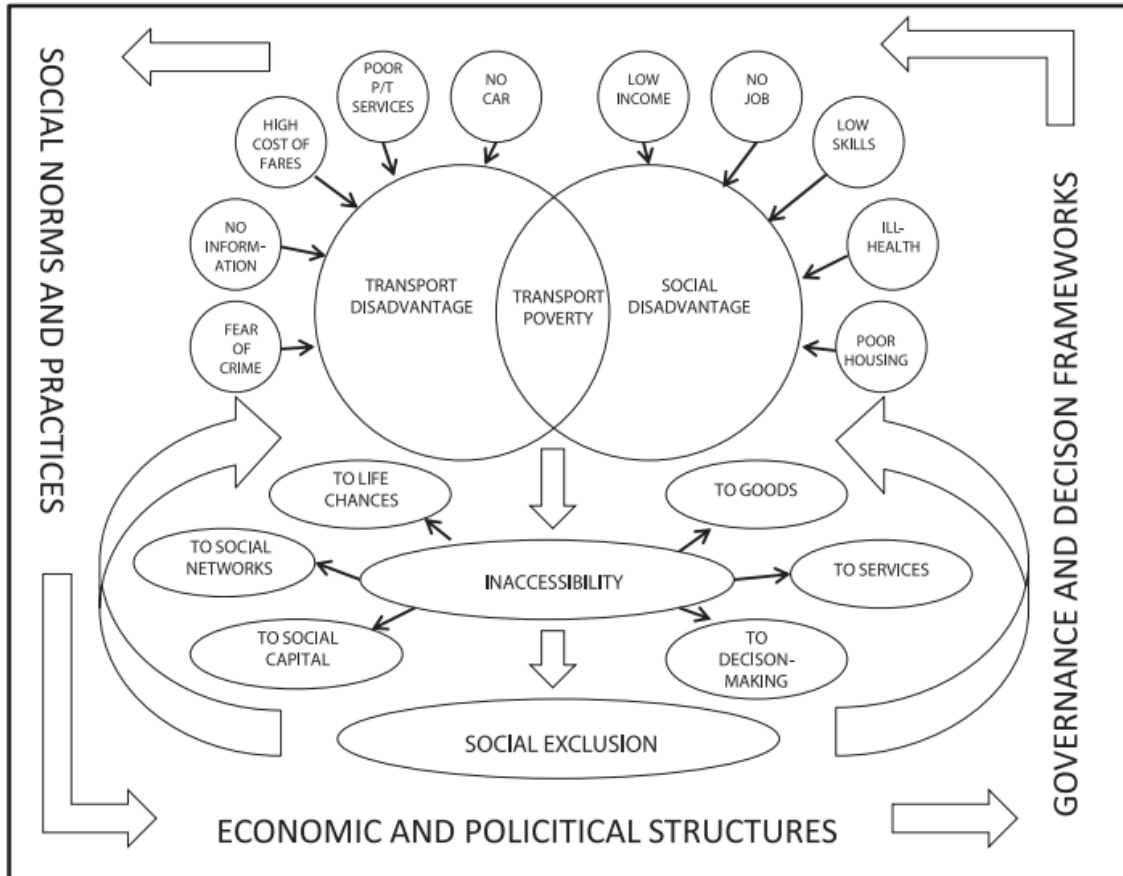 SOCIAL NORMS AND PRACTICES
POOR
P/T
SERVICES
NO
CAR
LOW
INCOME
NO
JOB
HIGH
COST OF
FARES
LOW
SKILLS
NO
INFORM-
ATION
ILL-
HEALTH
FEAR
OF
CRIME
POOR
HOUSING
TRANSPORT
DISADVANTAGE
TRANSPORT
POVERTY
SOCIAL
DISADVANTAGE
GOVERNANCE AND DECISON FRAMEWORKS
TO LIFE
CHANCES
TO GOODS
TO SOCIAL
NETWORKS
INACCESSIBILITY
TO SERVICES
TO SOCIAL
CAPITAL
TO
DECISON-
MAKING
SOCIAL EXCLUSION
ECONOMIC AND POLICITICAL STRUCTURES